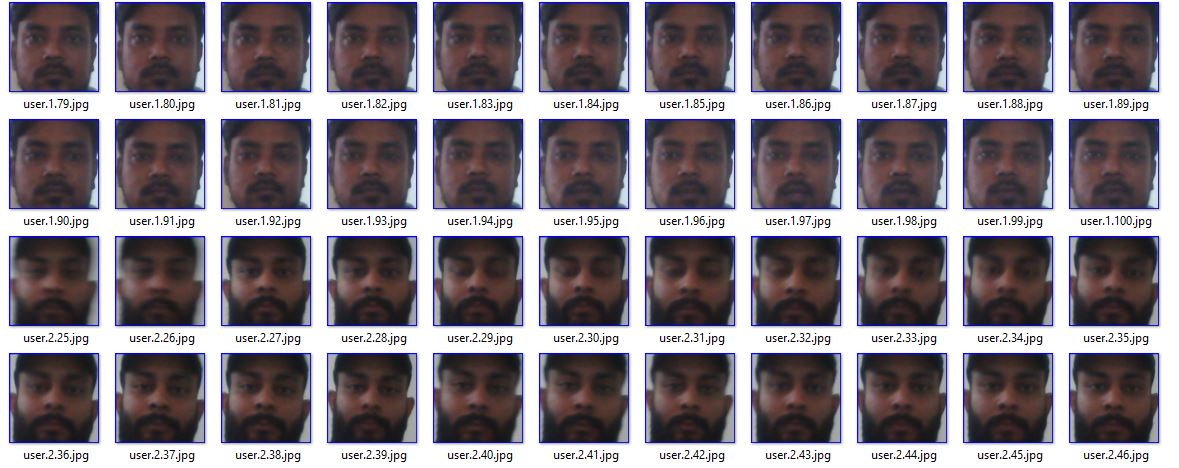 user.1.79.jpg user.1.80.jpg user.1.81.jpg user.1.82.jpg user.1.83.jpg user.1.84.jpg user.1.85.jpg user.1.86.jpg user.1.87.jpg user.1.88.jpg user.1.89.jpg
user.1.90.jpg user.1.91.jpg user.1.92.jpg user.1.93.jpg user.1.94.jpg user.1.95.jpg user.1.96.jpg user.1.97.jpg user.1.98.jpg user.1.99.jpg user.1.100.jpg
user.2.25.jpg user.2.26.jpg user.2.27.jpg user.2.28.jpg user.2.29.jpg user.2.30.jpg user.2.31.jpg user.2.32.jpg user.2.33.jpg user.2.34.jpg user.2.35.jpg
user.2.36.jpg user.2.37.jpg user.2.38.jpg user.2.39.jpg user.2.40.jpg user.2.41.jpg user.2.42.jpg user.2.43.jpg user.2.44.jpg user.2.45.jpg user.2.46.jpg